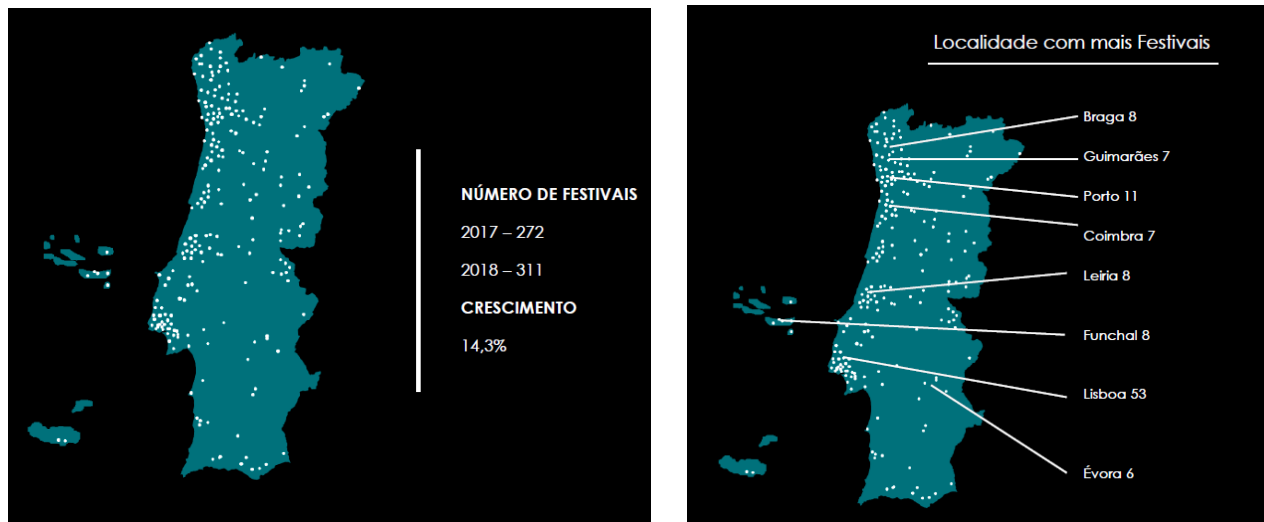 NÚMERO DE FESTIVAIS
2017 – 272
2018 – 311
CRESCIMENTO
14,3%
Localidade com mais Festivais
Braga 8
Guimarães 7
Porto 11
Coimbra 7
Leiria 8
Funchal 8
Lisboa 53
Évora 6